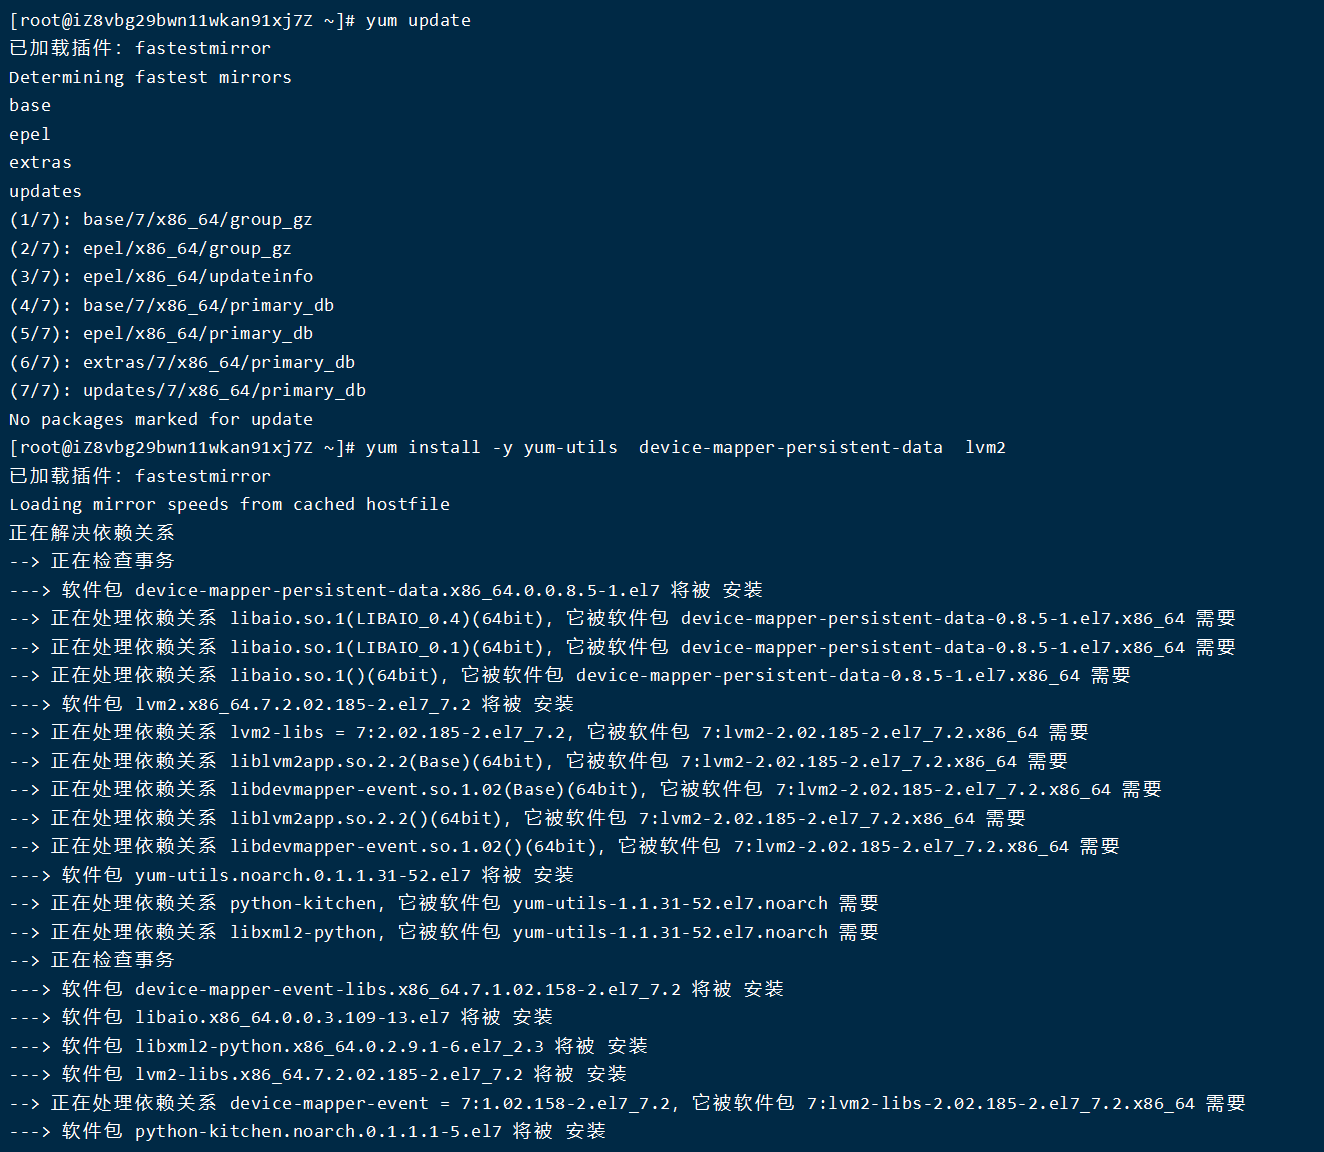 [root@iZ8vbg29bwn11wkan91xj7Z ~]# yum update
已加载插件：fastestmirror
Determining fastest mirrors
base
epel
extras
updates
(1/7): base/7/x86_64/group_gz
(2/7): epel/x86_64/group_gz
(3/7): epel/x86_64/updateinfo
(4/7): base/7/x86_64/primary_db
(5/7): epel/x86_64/primary_db
(6/7): extras/7/x86_64/primary_db
(7/7): updates/7/x86_64/primary_db
No packages marked for update
[root@iZ8vbg29bwn11wkan91xj7Z ~]# yum install -y yum-utils  device-mapper-persistent-data  lvm2
已加载插件：fastestmirror
Loading mirror speeds from cached hostfile
正在解决依赖关系
--> 正在检查事务
---> 软件包 device-mapper-persistent-data.x86_64.0.0.8.5-1.el7 将被 安装
--> 正在处理依赖关系 libaio.so.1(LIBAIO_0.4)(64bit)，它被软件包 device-mapper-persistent-data-0.8.5-1.el7.x86_64 需要
--> 正在处理依赖关系 libaio.so.1(LIBAIO_0.1)(64bit)，它被软件包 device-mapper-persistent-data-0.8.5-1.el7.x86_64 需要
--> 正在处理依赖关系 libaio.so.1()(64bit)，它被软件包 device-mapper-persistent-data-0.8.5-1.el7.x86_64 需要
---> 软件包 lvm2.x86_64.7.2.02.185-2.el7_7.2 将被 安装
--> 正在处理依赖关系 lvm2-libs = 7:2.02.185-2.el7_7.2，它被软件包 7:lvm2-2.02.185-2.el7_7.2.x86_64 需要
--> 正在处理依赖关系 liblvm2app.so.2.2(Base)(64bit)，它被软件包 7:lvm2-2.02.185-2.el7_7.2.x86_64 需要
--> 正在处理依赖关系 libdevmapper-event.so.1.02(Base)(64bit)，它被软件包 7:lvm2-2.02.185-2.el7_7.2.x86_64 需要
--> 正在处理依赖关系 liblvm2app.so.2.2()(64bit)，它被软件包 7:lvm2-2.02.185-2.el7_7.2.x86_64 需要
--> 正在处理依赖关系 libdevmapper-event.so.1.02()(64bit)，它被软件包 7:lvm2-2.02.185-2.el7_7.2.x86_64 需要
---> 软件包 yum-utils.noarch.0.1.1.31-52.el7 将被 安装
--> 正在处理依赖关系 python-kitchen，它被软件包 yum-utils-1.1.31-52.el7.noarch 需要
--> 正在处理依赖关系 libxml2-python，它被软件包 yum-utils-1.1.31-52.el7.noarch 需要
--> 正在检查事务
---> 软件包 device-mapper-event-libs.x86_64.7.1.02.158-2.el7_7.2 将被 安装
---> 软件包 libaio.x86_64.0.0.3.109-13.el7 将被 安装
---> 软件包 libxml2-python.x86_64.0.2.9.1-6.el7_2.3 将被 安装
---> 软件包 lvm2-libs.x86_64.7.2.02.185-2.el7_7.2 将被 安装
--> 正在处理依赖关系 device-mapper-event = 7:1.02.158-2.el7_7.2，它被软件包 7:lvm2-libs-2.02.185-2.el7_7.2.x86_64 需要
---> 软件包 python-kitchen.noarch.0.1.1.1-5.el7 将被 安装